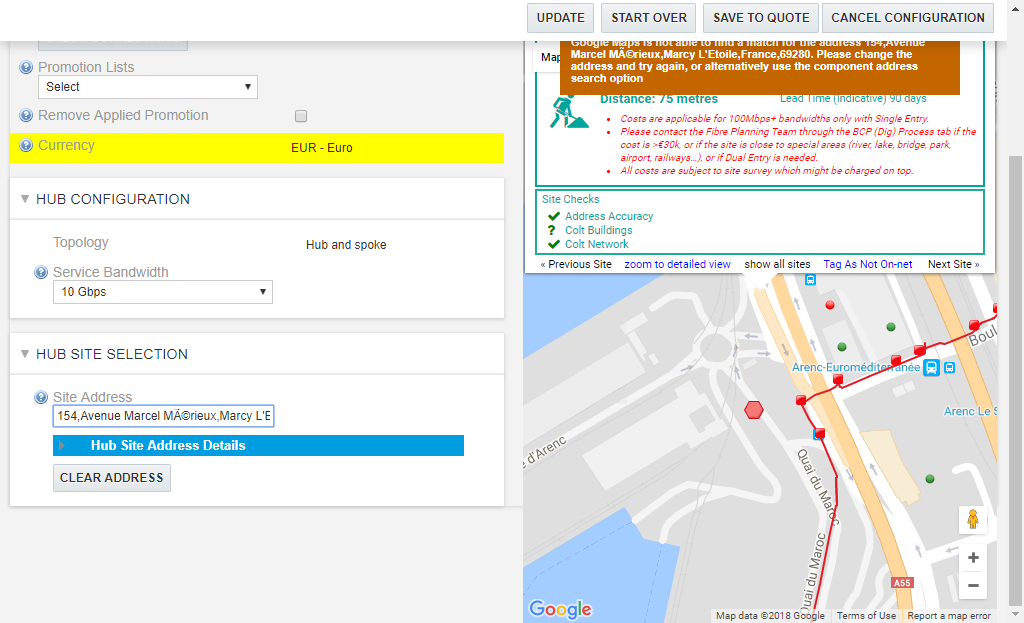 UPDATE
START OVER
SAVE TO QUOTE
CANCEL CONFIGURATION
Promotion Lists
Select
Remove Applied Promotion
Currency
EUR - Euro
HUB CONFIGURATION
Topology
Hub and spoke
Service Bandwidth
10 Gbps
HUB SITE SELECTION
Site Address
154,Avenue Marcel MÃ©rieux,Marcy L'E
Hub Site Address Details
CLEAR ADDRESS
Map
Google Maps is not able to find a match for the address 154,Avenue
Marcel MÃ©rieux,Marcy L'Etoile,France,69280. Please change the
address and try again, or alternatively use the component address
search option
Distance: 75 metres
Lead Time (Indicative) 90 days
Costs are applicable for 100Mbps+ bandwidths only with Single Entry.
Please contact the Fibre Planning Team through the BCP (Dig) Process tab if the
cost is >€30k, or if the site is close to special areas (river, lake, bridge, park,
airport, railways...), or if Dual Entry is needed.
All costs are subject to site survey which might be charged on top.
Site Checks
Address Accuracy
? Colt Buildings
Colt Network
« Previous Site
zoom to detailed view
show all sites
Tag As Not On-net
Next Site »
Boul
Arenc-Euroméditerranée
Arenc Le S
e d'Arenc
Quai du Maroc
Quai du Maroc
A55
+
−
Google
Map data ©2018 Google
Terms of Use
Report a map error